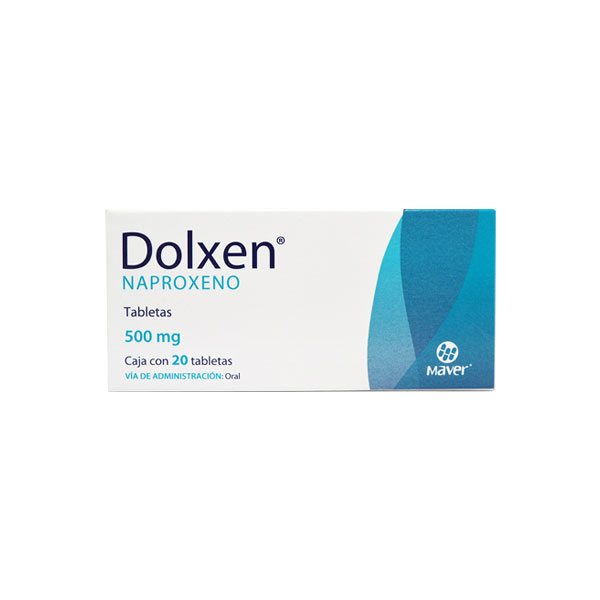 Dolxen®
NAPROXENO
Tabletas
500 mg
Caja con 20 tabletas
VÍA DE ADMINISTRACIÓN: Oral
Maver®